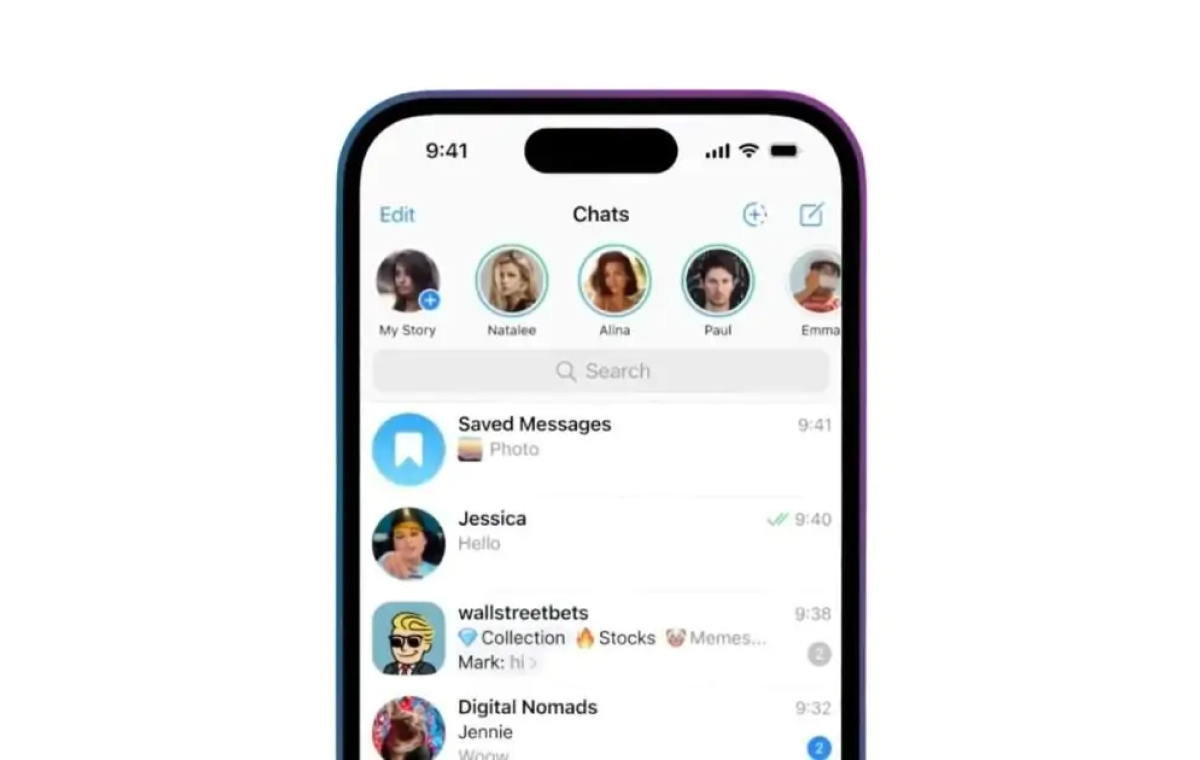 9:41
Edit Chats
My Story Natalee Alina Paul Emma
Search
Saved Messages 9:41
Photo
Jessica 9:40
Hello
wallstreetbets 9:38
💎Collection 🔥Stocks 🤡Memes...
Mark: hi › 2
Digital Nomads 9:32
Jennie
Woow 2